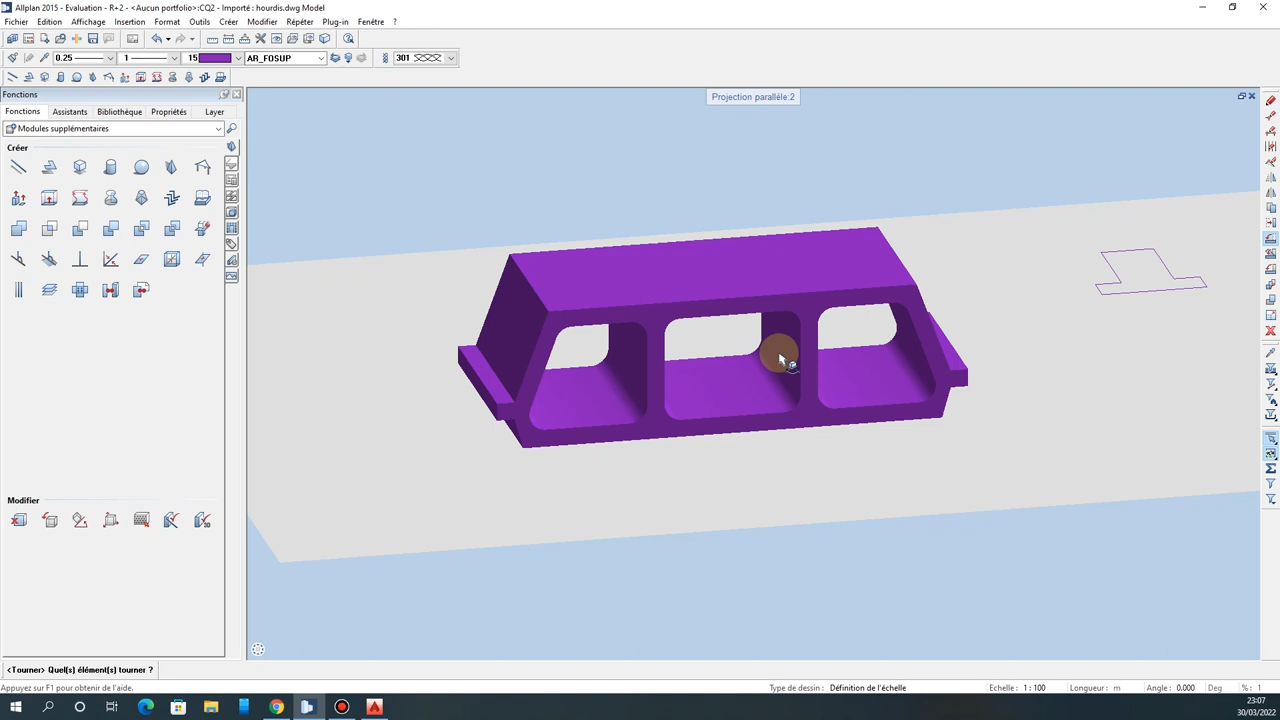 Allplan 2015 - Evaluation - R+2 - <Aucun portfolio>:CQ2 - Importé : hourdis.dwg Model
Fichier Edition Affichage Insertion Format Outils Créer Modifier Répéter Plug-in Fenêtre ?
0.25 1 15 AR_FOSUP 301
Fonctions
Projection parallèle:2
Fonctions Assistants Bibliothèque Propriétés Layer
Modules supplémentaires
Créer
Modifier
<Tourner> Quel(s) élément(s) tourner ?
Appuyez sur F1 pour obtenir de l'aide. Type de dessin : Définition de l'échelle Echelle : 1 : 100 Longueur : m Angle : 0.000 Deg % : 1
23:07
30/03/2022